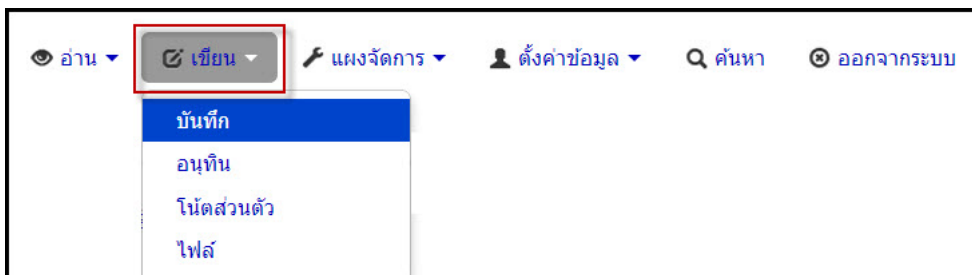 อ่าน เขียน แผงจัดการ ตั้งค่าข้อมูล ค้นหา ออกจากระบบ
บันทึก
อนุทิน
โน้ตส่วนตัว
ไฟล์